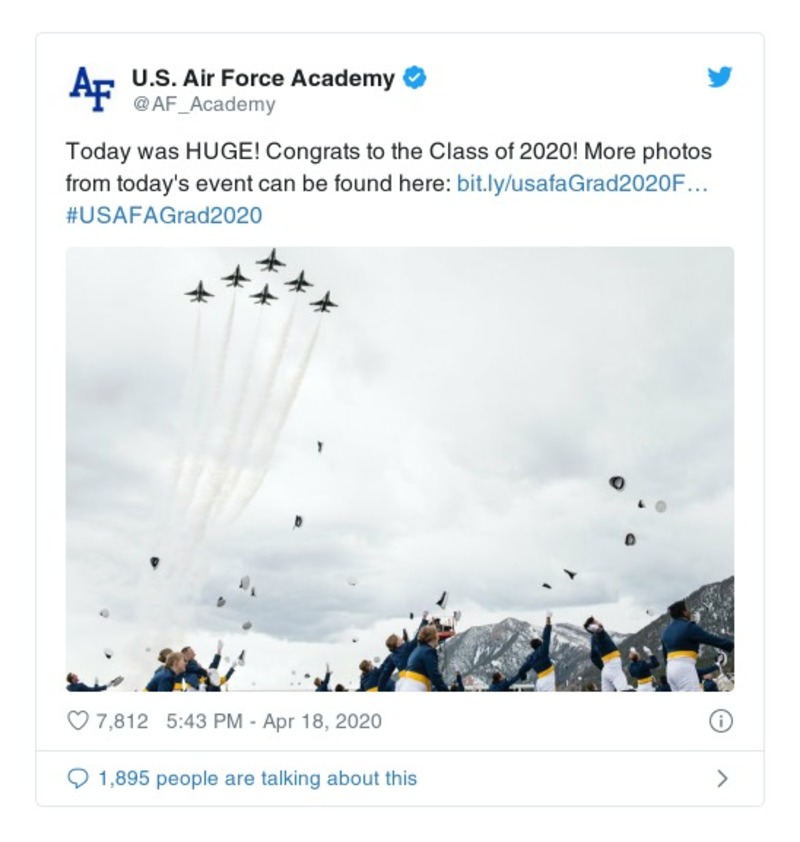 AF
U.S. Air Force Academy
@AF_Academy
Today was HUGE! Congrats to the Class of 2020! More photos
from today's event can be found here: bit.ly/usafaGrad2020F…
#USAFAGrad2020
7,812 5:43 PM - Apr 18, 2020
1,895 people are talking about this